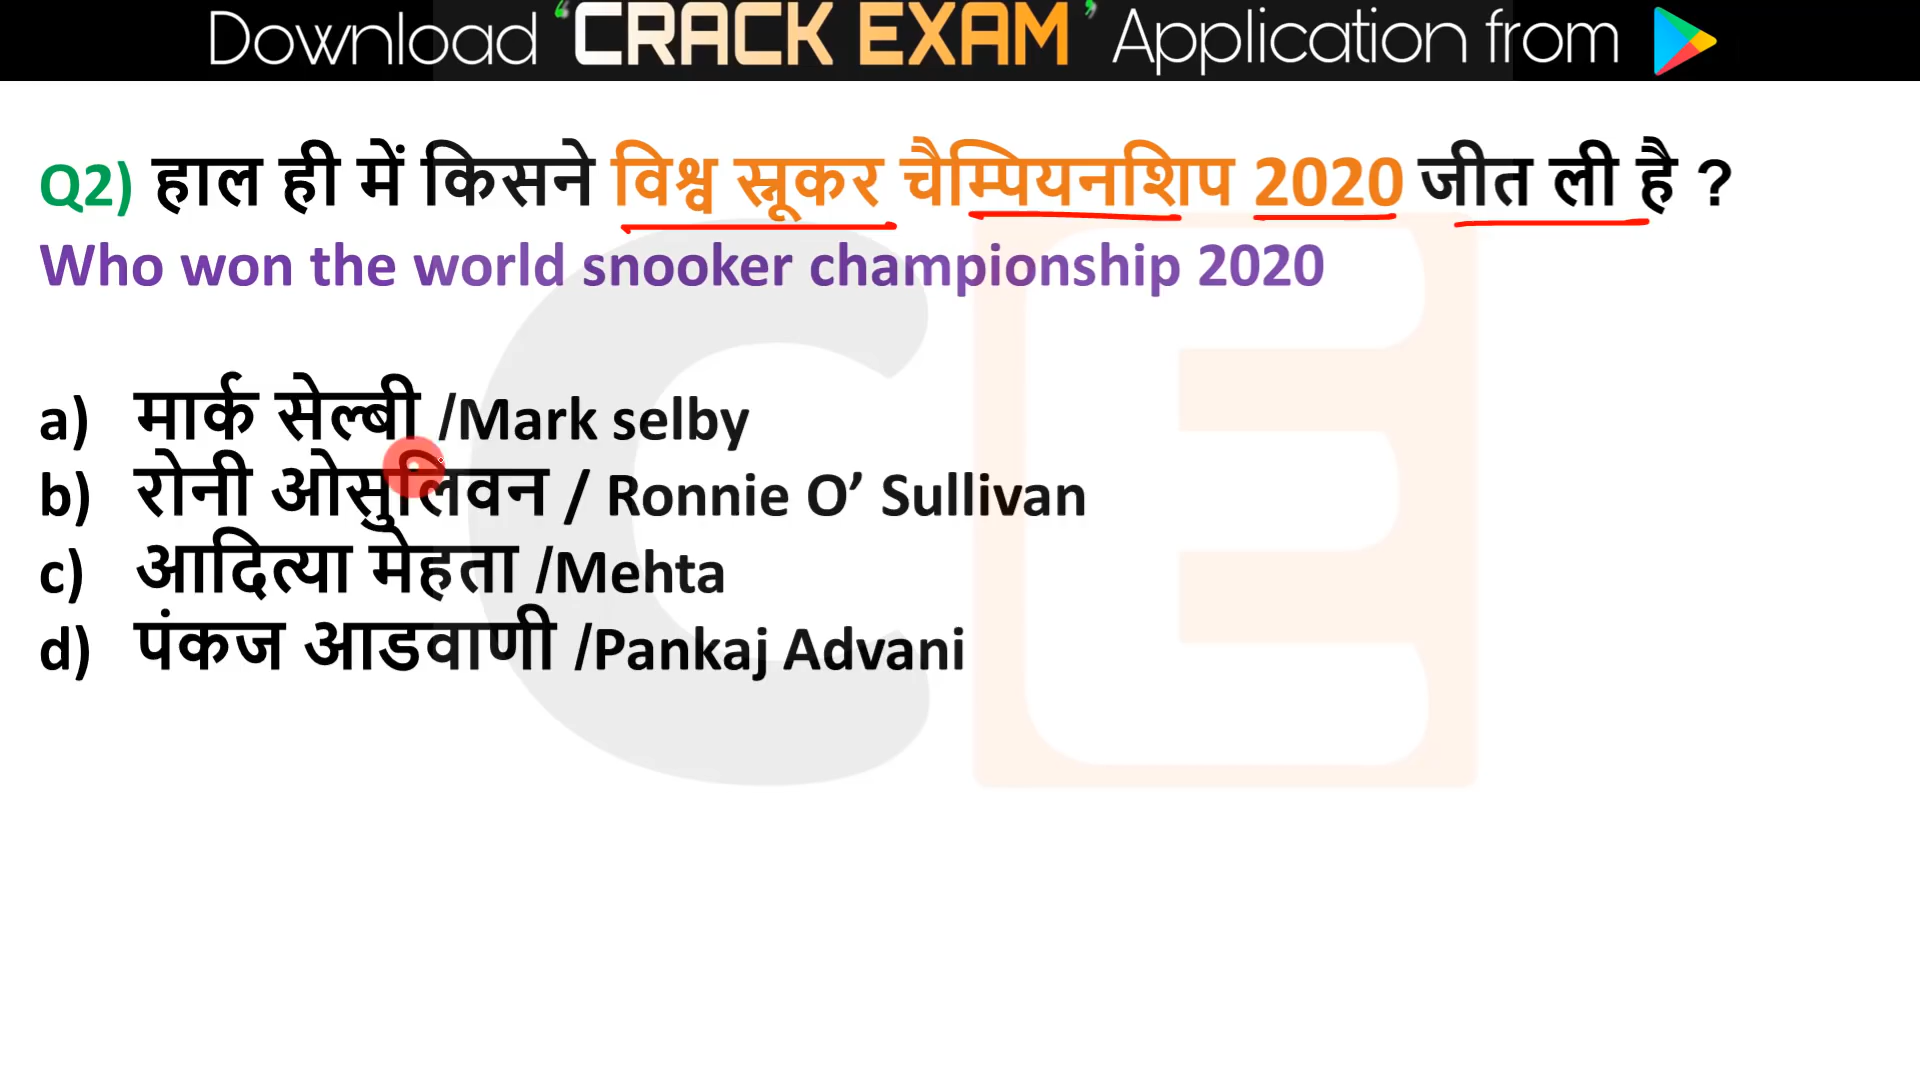 Download ‘CRACK EXAM’ Application from
Q2) हाल ही में किसने विश्व स्नूकर चैम्पियनशिप 2020 जीत ली है ?
Who won the world snooker championship 2020
a) मार्क सेल्बी /Mark selby
b) रोनी ओसुलिवन / Ronnie O’ Sullivan
c) आदित्या मेहता /Mehta
d) पंकज आडवाणी /Pankaj Advani
CE